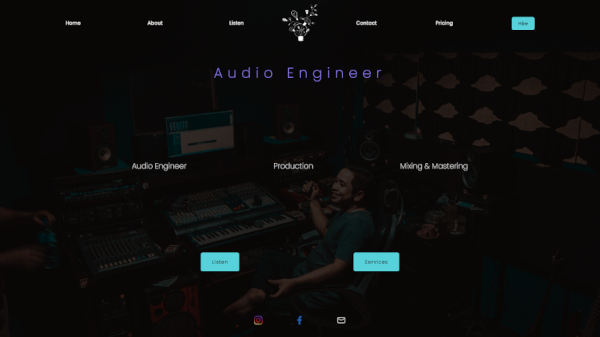 Home
About
Listen
Contact
Pricing
Hire
Audio Engineer
Audio Engineer
Production
Mixing & Mastering
Listen
Services